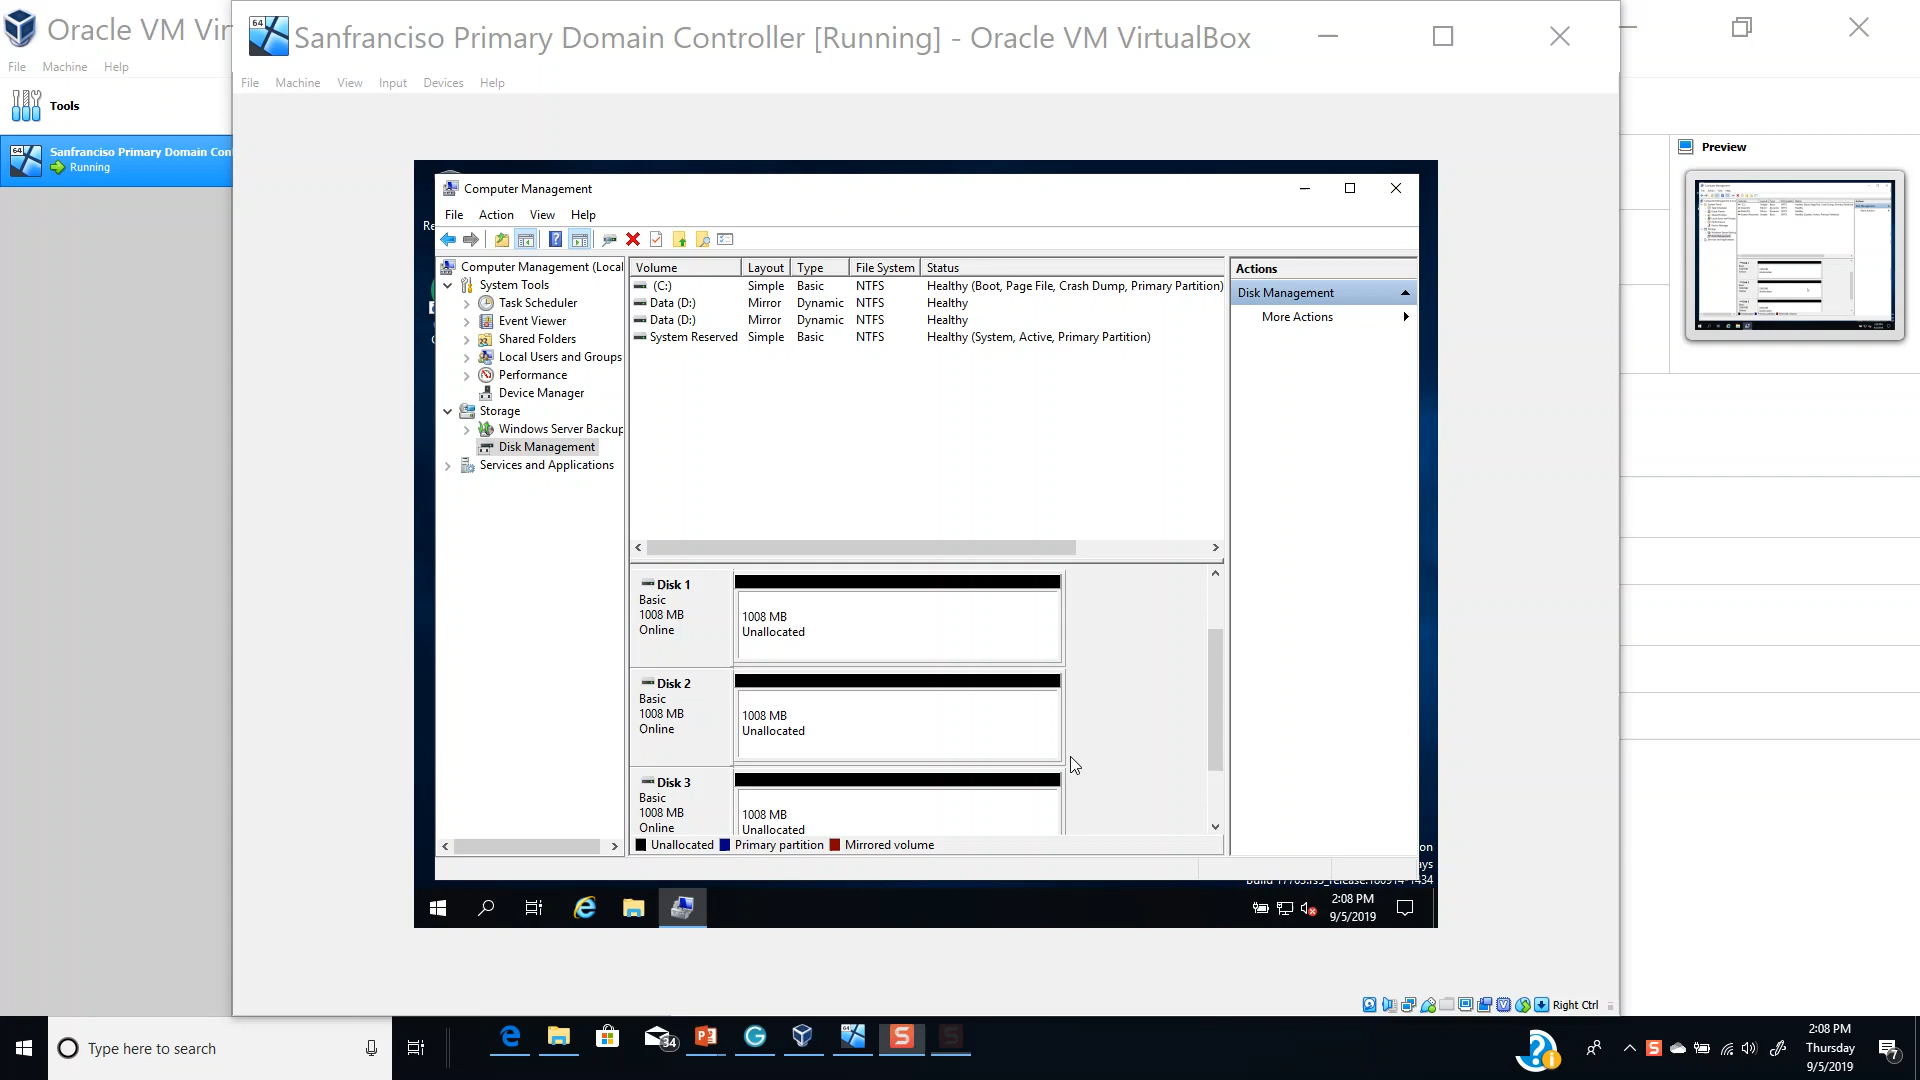 Oracle VM Vir
File Machine Help
Tools
64
Sanfranciso Primary Domain Con
Running
64
Sanfranciso Primary Domain Controller [Running] - Oracle VM VirtualBox
File Machine View Input Devices Help
Preview
Computer Management
File Action View Help
Re
Computer Management (Local
System Tools
Task Scheduler
Event Viewer
Shared Folders
Local Users and Groups
Performance
Device Manager
Storage
Windows Server Backup
Disk Management
Services and Applications
Volume Layout Type File System Status
(C:) Simple Basic NTFS Healthy (Boot, Page File, Crash Dump, Primary Partition)
Data (D:) Mirror Dynamic NTFS Healthy
Data (D:) Mirror Dynamic NTFS Healthy
System Reserved Simple Basic NTFS Healthy (System, Active, Primary Partition)
Actions
Disk Management
More Actions
Disk 1
Basic
1008 MB
Online
1008 MB
Unallocated
Disk 2
Basic
1008 MB
Online
1008 MB
Unallocated
Disk 3
Basic
1008 MB
Online
1008 MB
Unallocated
Unallocated Primary partition Mirrored volume
on
ays
2:08 PM
9/5/2019
Right Ctrl
Type here to search
34
2:08 PM
Thursday
9/5/2019
7